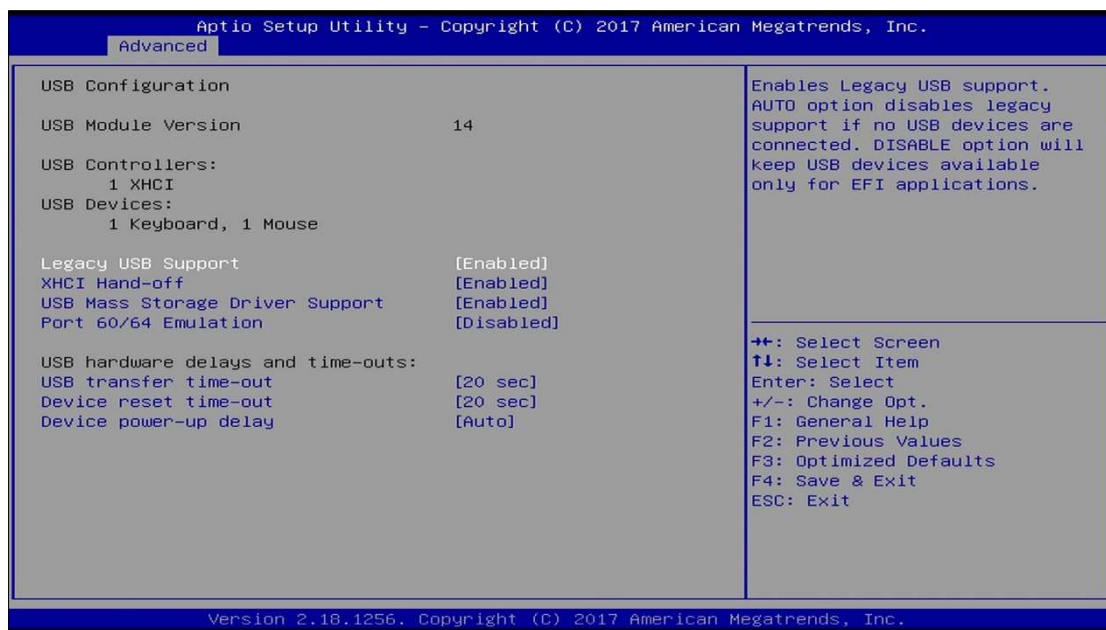 Aptio Setup Utility – Copyright (C) 2017 American Megatrends, Inc.
Advanced
USB Configuration
USB Module Version 14
USB Controllers:
1 XHCI
USB Devices:
1 Keyboard, 1 Mouse
Legacy USB Support [Enabled]
XHCI Hand-off [Enabled]
USB Mass Storage Driver Support [Enabled]
Port 60/64 Emulation [Disabled]
USB hardware delays and time-outs:
USB transfer time-out [20 sec]
Device reset time-out [20 sec]
Device power-up delay [Auto]
Enables Legacy USB support.
AUTO option disables legacy
support if no USB devices are
connected. DISABLE option will
keep USB devices available
only for EFI applications.
→←: Select Screen
↑↓: Select Item
Enter: Select
+/-: Change Opt.
F1: General Help
F2: Previous Values
F3: Optimized Defaults
F4: Save & Exit
ESC: Exit
Version 2.18.1256. Copyright (C) 2017 American Megatrends, Inc.